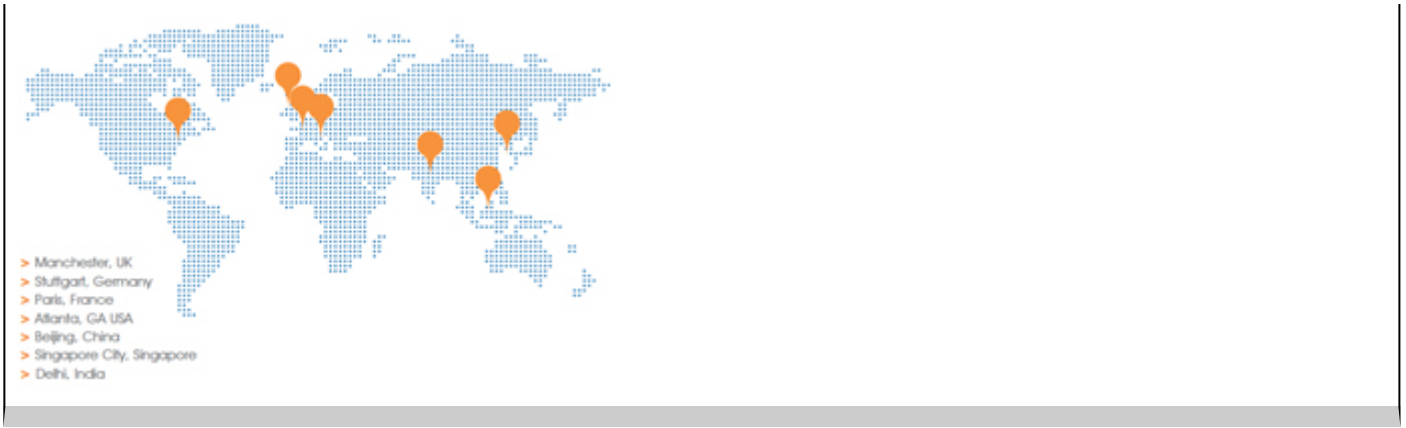 > Manchester, UK
> Stuttgart, Germany
> Paris, France
> Atlanta, GA USA
> Beijing, China
> Singapore City, Singapore
> Delhi, India